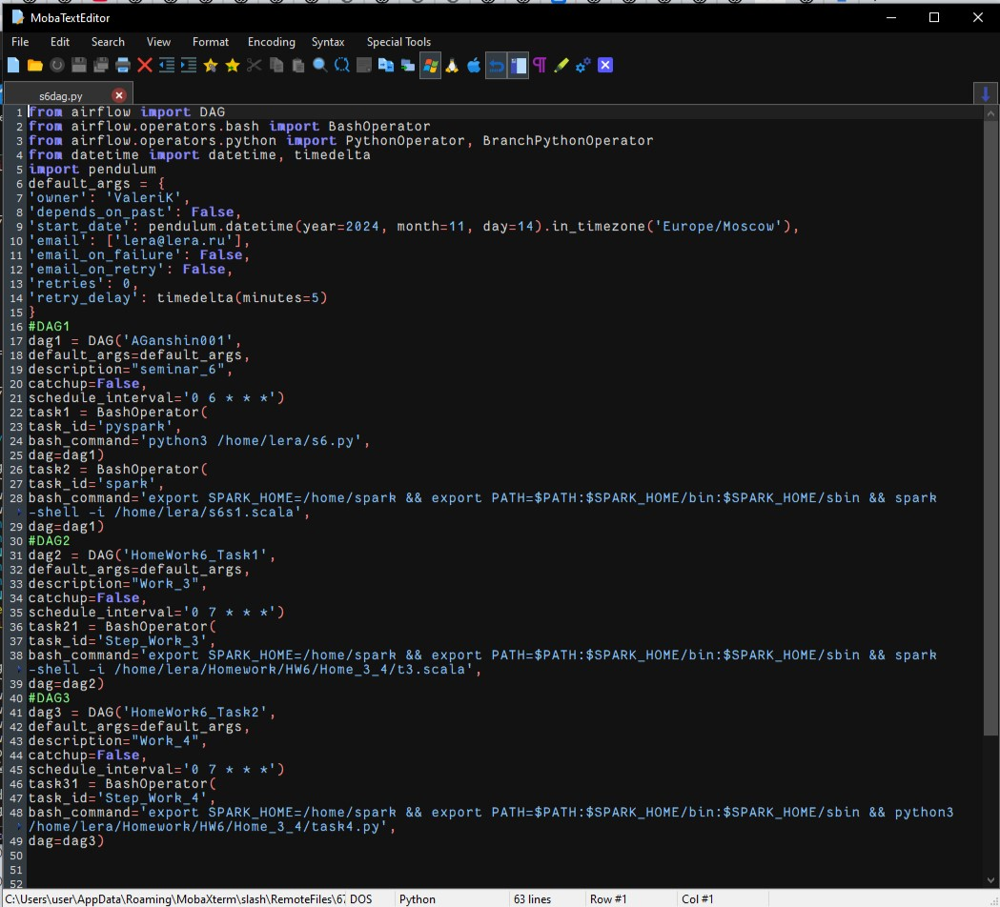 MobaTextEditor
File Edit Search View Format Encoding Syntax Special Tools
s6dag.py
1 from airflow import DAG
2 from airflow.operators.bash import BashOperator
3 from airflow.operators.python import PythonOperator, BranchPythonOperator
4 from datetime import datetime, timedelta
5 import pendulum
6 default_args = {
7 'owner': 'ValeriK',
8 'depends_on_past': False,
9 'start_date': pendulum.datetime(year=2024, month=11, day=14).in_timezone('Europe/Moscow'),
10 'email': ['lera@lera.ru'],
11 'email_on_failure': False,
12 'email_on_retry': False,
13 'retries': 0,
14 'retry_delay': timedelta(minutes=5)
15 }
16 #DAG1
17 dag1 = DAG('AGanshin001',
18 default_args=default_args,
19 description="seminar_6",
20 catchup=False,
21 schedule_interval='0 6 * * *')
22 task1 = BashOperator(
23 task_id='pyspark',
24 bash_command='python3 /home/lera/s6.py',
25 dag=dag1)
26 task2 = BashOperator(
27 task_id='spark',
28 bash_command='export SPARK_HOME=/home/spark && export PATH=$PATH:$SPARK_HOME/bin:$SPARK_HOME/sbin && spark
-shell -i /home/lera/s6s1.scala',
29 dag=dag1)
30 #DAG2
31 dag2 = DAG('HomeWork6_Task1',
32 default_args=default_args,
33 description="Work_3",
34 catchup=False,
35 schedule_interval='0 7 * * *')
36 task21 = BashOperator(
37 task_id='Step_Work_3',
38 bash_command='export SPARK_HOME=/home/spark && export PATH=$PATH:$SPARK_HOME/bin:$SPARK_HOME/sbin && spark
-shell -i /home/lera/Homework/HW6/Home_3_4/t3.scala',
39 dag=dag2)
40 #DAG3
41 dag3 = DAG('HomeWork6_Task2',
42 default_args=default_args,
43 description="Work_4",
44 catchup=False,
45 schedule_interval='0 7 * * *')
46 task31 = BashOperator(
47 task_id='Step_Work_4',
48 bash_command='export SPARK_HOME=/home/spark && export PATH=$PATH:$SPARK_HOME/bin:$SPARK_HOME/sbin && python3
/home/lera/Homework/HW6/Home_3_4/task4.py',
49 dag=dag3)
50
51
52
C:\Users\user\AppData\Roaming\MobaXterm\slash\RemoteFiles\67 DOS Python 63 lines Row #1 Col #1